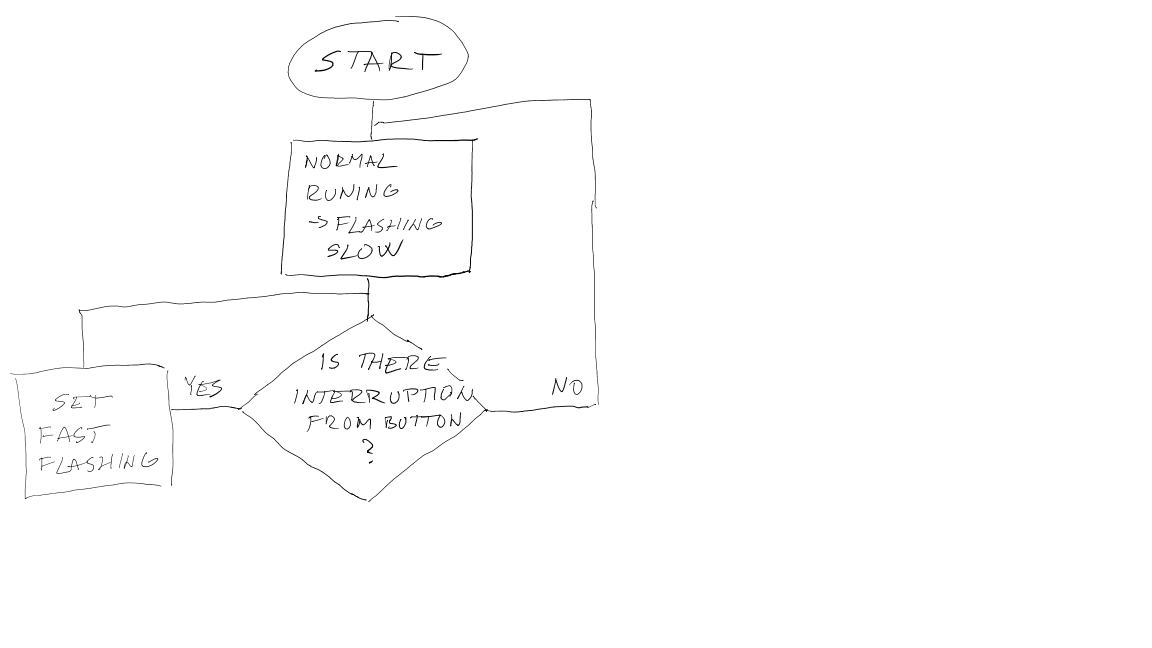 START
NORMAL
RUNING
→ FLASHING
SLOW
IS THERE
INTERRUPTION
FROM BUTTON
?
YES
NO
SET
FAST
FLASHING